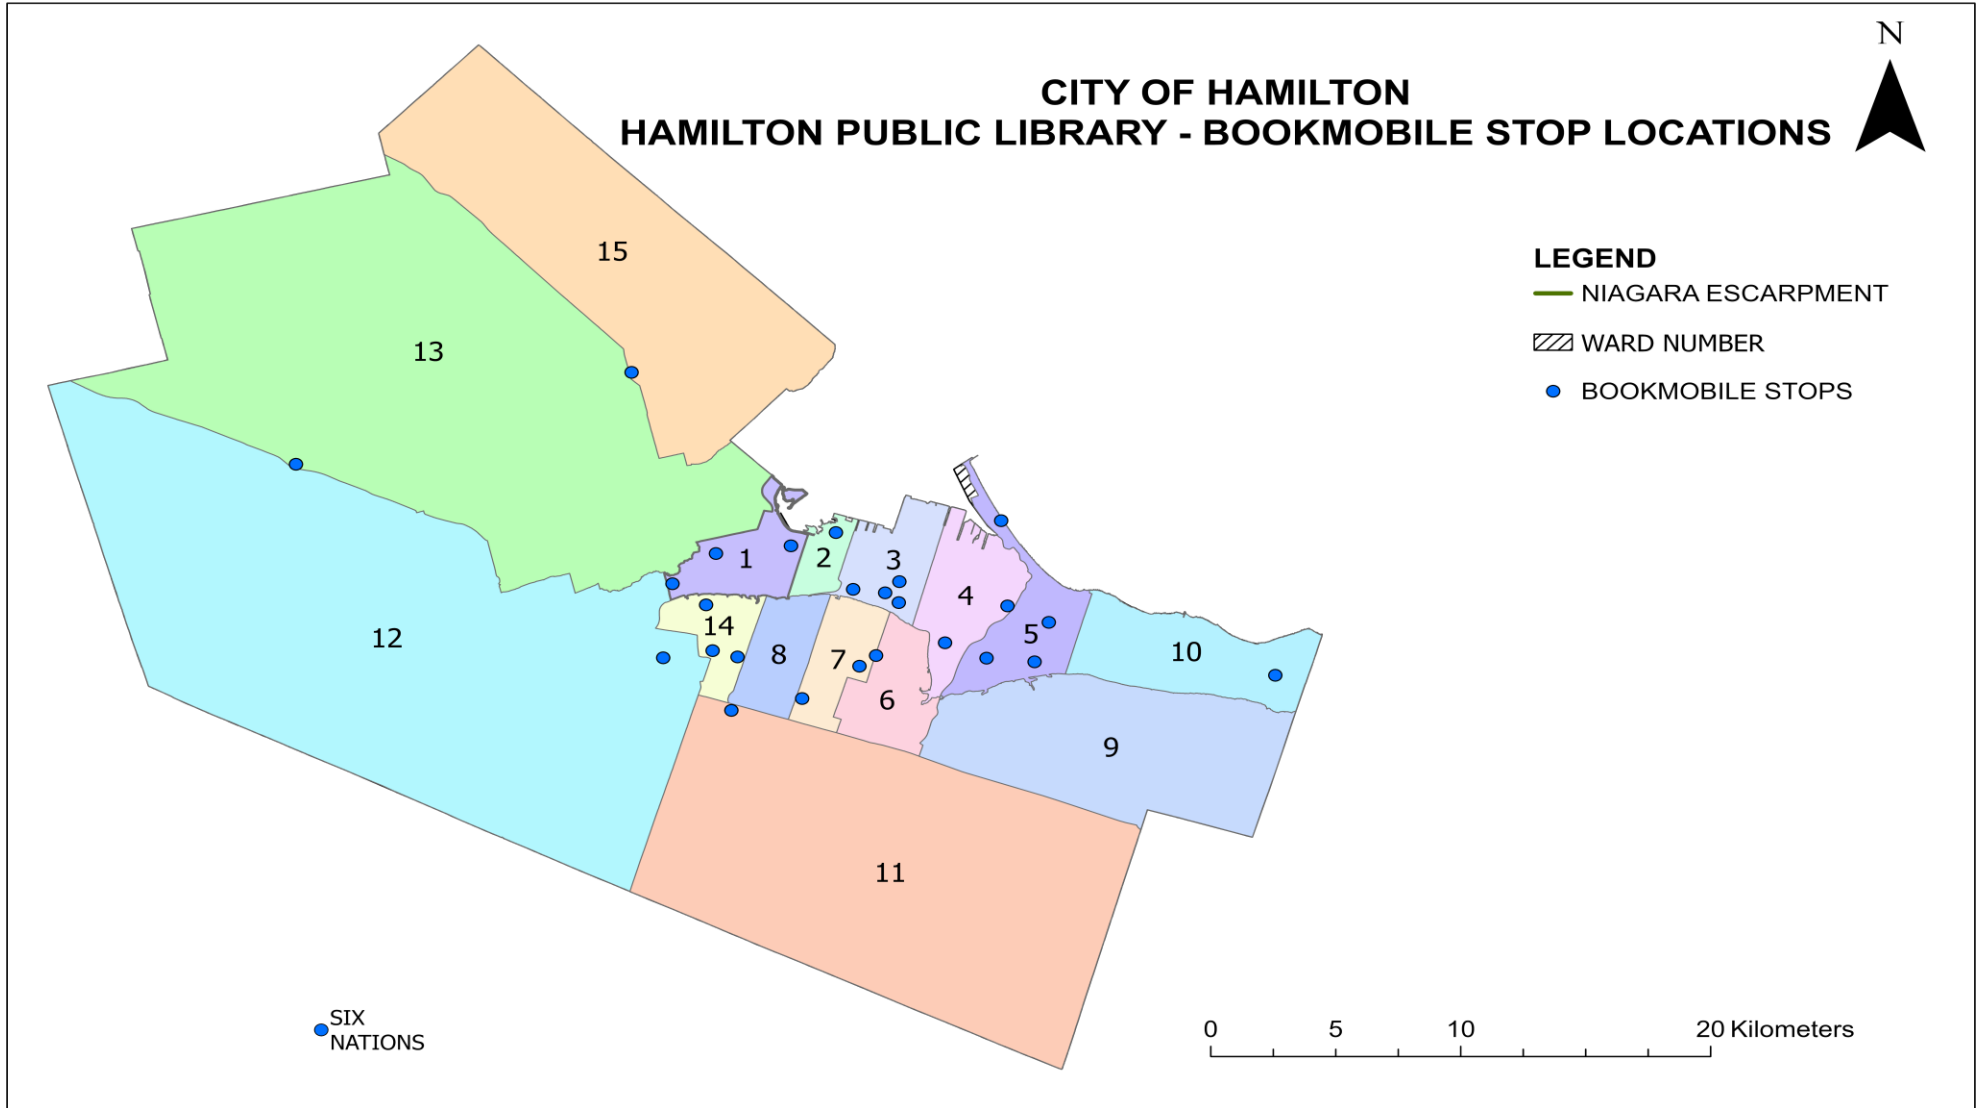 N
CITY OF HAMILTON
HAMILTON PUBLIC LIBRARY - BOOKMOBILE STOP LOCATIONS
LEGEND
NIAGARA ESCARPMENT
WARD NUMBER
BOOKMOBILE STOPS
15
13
1
2
3
4
5
12
14
8
7
6
10
9
11
SIX
NATIONS
0 5 10 20 Kilometers